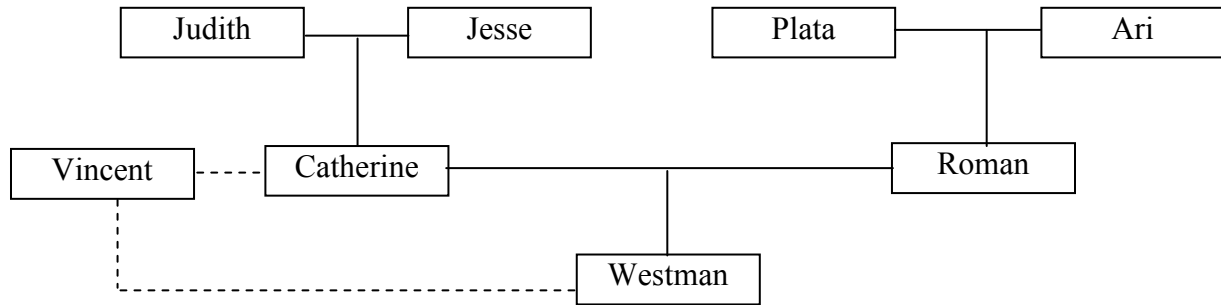 Judith
Jesse
Plata
Ari
Vincent
Catherine
Roman
Westman